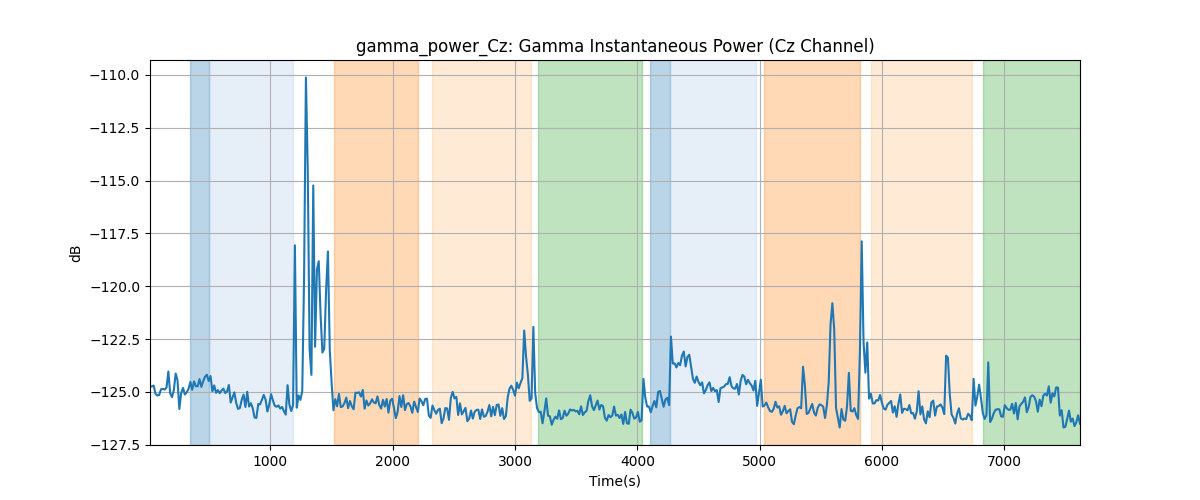 gamma_power_Cz: Gamma Instantaneous Power (Cz Channel)
−110.0
−112.5
−115.0
−117.5
−120.0
−122.5
−125.0
−127.5
dB
1000 2000 3000 4000 5000 6000 7000
Time(s)